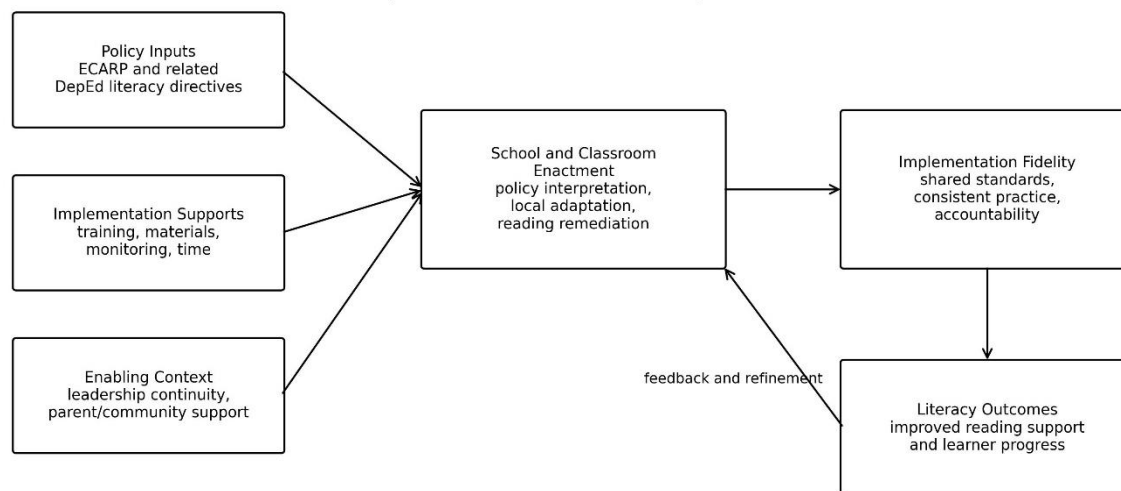 Policy Inputs
ECARP and related
DepEd literacy directives
Implementation Supports
training, materials,
monitoring, time
Enabling Context
leadership continuity,
parent/community support
School and Classroom
Enactment
policy interpretation,
local adaptation,
reading remediation
Implementation Fidelity
shared standards,
consistent practice,
accountability
feedback and refinement
Literacy Outcomes
improved reading support
and learner progress